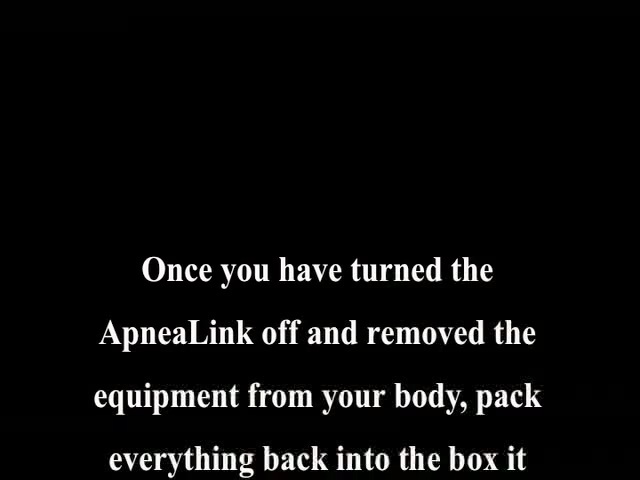 Once you have turned the
ApneaLink off and removed the
equipment from your body, pack
everything back into the box it